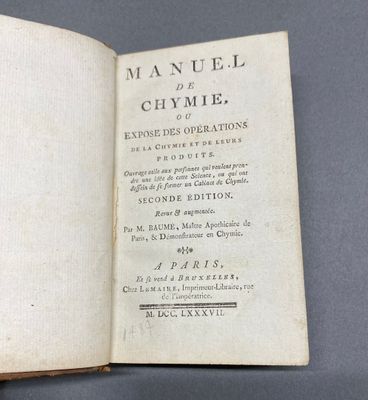 MANUEL
DE
CHYMIE,
OU
EXPOSÉ DES OPÉRATIONS
DE LA CHYMIE ET DE LEURS
PRODUITS.
Ouvrage utile aux personnes qui veulent pren-
dre une idée de cette Science, ou qui ont
dessein de se former un Cabinet de Chymie.
SECONDE ÉDITION.
Revue & augmentée.
Par M. BAUMÉ, Maître Apothicaire de
Paris, & Démonstrateur en Chymie.
A PARIS,
Et se vend à BRUXELLES,
Chez LEMAIRE, Imprimeur-Libraire, rue
de l'impératrice.
M. DCC. LXXXVII.
1787